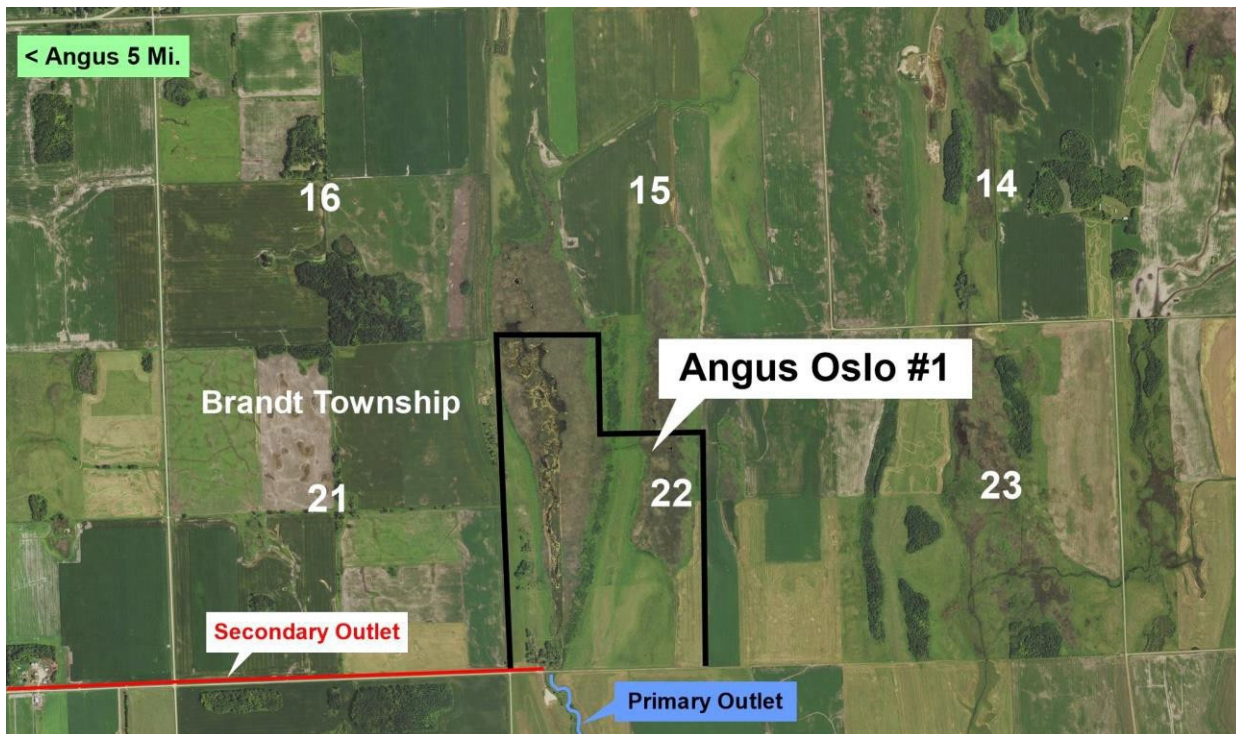 < Angus 5 Mi.
16
15
14
Angus Oslo #1
Brandt Township
21
22
23
Secondary Outlet
Primary Outlet